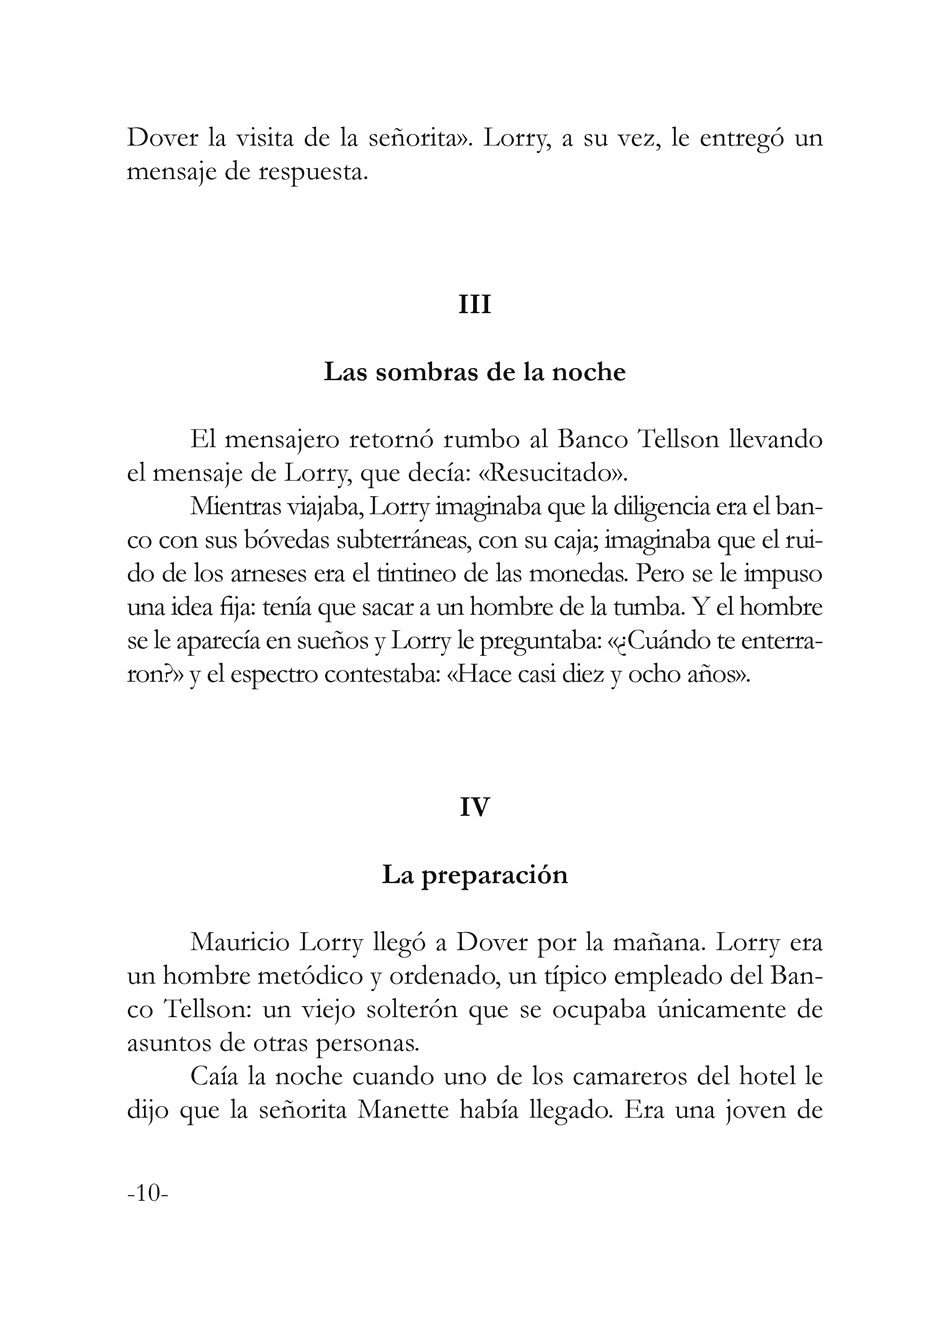 Dover la visita de la señorita». Lorry, a su vez, le entregó un
mensaje de respuesta.
III
Las sombras de la noche
El mensajero retornó rumbo al Banco Tellson llevando
el mensaje de Lorry, que decía: «Resucitado».
Mientras viajaba, Lorry imaginaba que la diligencia era el ban-
co con sus bóvedas subterráneas, con su caja; imaginaba que el rui-
do de los arneses era el tintineo de las monedas. Pero se le impuso
una idea fija: tenía que sacar a un hombre de la tumba. Y el hombre
se le aparecía en sueños y Lorry le preguntaba: «¿Cuándo te enterra-
ron?» y el espectro contestaba: «Hace casi diez y ocho años».
IV
La preparación
Mauricio Lorry llegó a Dover por la mañana. Lorry era
un hombre metódico y ordenado, un típico empleado del Ban-
co Tellson: un viejo solterón que se ocupaba únicamente de
asuntos de otras personas.
Caía la noche cuando uno de los camareros del hotel le
dijo que la señorita Manette había llegado. Era una joven de
-10-